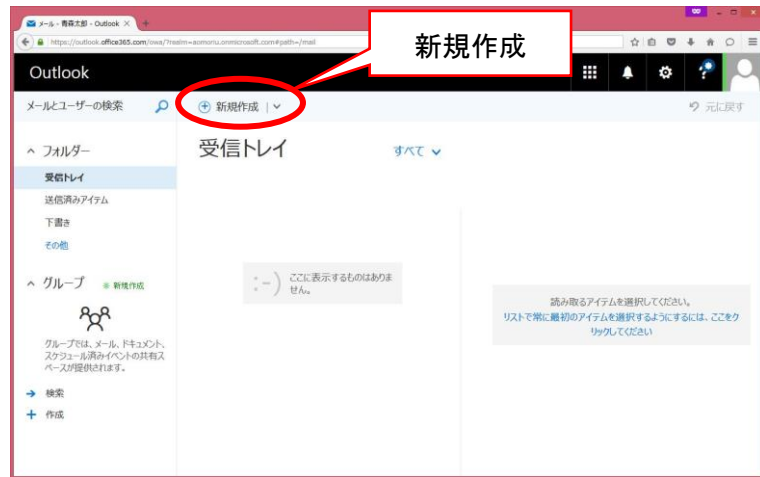 メール - 青森太郎 - Outlook
新規作成
https://outlook.office365.com/owa/?realm=aomoriu.onmicrosoft.com#path=/mail
Outlook
メールとユーザーの検索
新規作成
元に戻す
フォルダー
受信トレイ
すべて
受信トレイ
送信済みアイテム
下書き
その他
グループ
新規作成
:-)
ここに表示するものはありま
せん。
グループでは、メール、ドキュメント、
スケジュール済みイベントの共有ス
ペースが提供されます。
読み取るアイテムを選択してください。
リストで常に最初のアイテムを選択するようにするには、ここをク
リックしてください
検索
作成